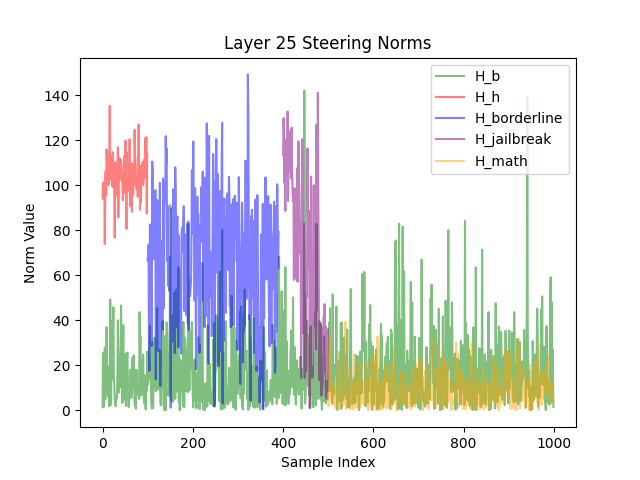 Layer 25 Steering Norms
H_b
H_h
H_borderline
H_jailbreak
H_math
Norm Value
140
120
100
80
60
40
20
0
0 200 400 600 800 1000
Sample Index